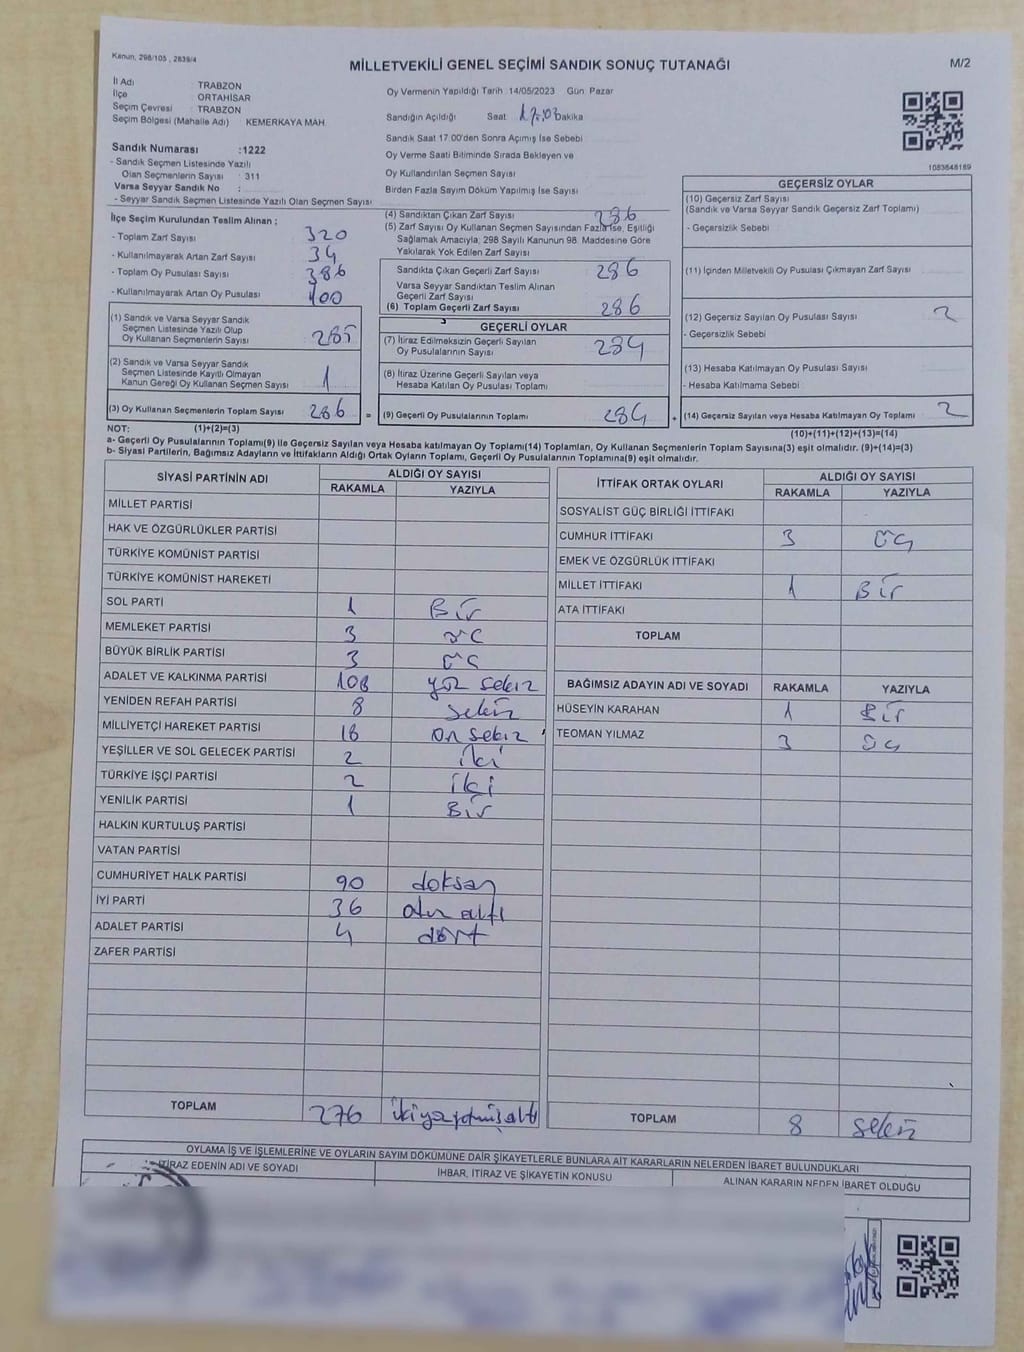 Kanun, 298/105 , 2839/4
MİLLETVEKİLİ GENEL SEÇİMİ SANDIK SONUÇ TUTANAĞI
M/2
İl Adı : TRABZON
İlçe ORTAHİSAR
Seçim Çevresi : TRABZON
Seçim Bölgesi (Mahalle Adı) KEMERKAYA MAH.
Sandık Numarası :1222
- Sandık Seçmen Listesinde Yazılı
Olan Seçmenlerin Sayısı : 311
Varsa Seyyar Sandık No :
- Seyyar Sandık Seçmen Listesinde Yazılı Olan Seçmen Sayısı
Oy Vermenin Yapıldığı Tarih :14/05/2023 Gün: Pazar
Sandığın Açıldığı Saat 17:03 Dakika
Sandık Saat 17:00'den Sonra Açımış İse Sebebi
Oy Verme Saati Bitiminde Sırada Bekleyen ve
Oy Kullandırılan Seçmen Sayısı
Birden Fazla Sayım Döküm Yapılmış İse Sayısı
1083648169
İlçe Seçim Kurulundan Teslim Alınan ;
- Toplam Zarf Sayısı 320
- Kullanılmayarak Artan Zarf Sayısı 34
- Toplam Oy Pusulası Sayısı 386
- Kullanılmayarak Artan Oy Pusulası 100
(1) Sandık ve Varsa Seyyar Sandık
Seçmen Listesinde Yazılı Olup
Oy Kullanan Seçmenlerin Sayısı 285
(2) Sandık ve Varsa Seyyar Sandık
Seçmen Listesinde Kayıtlı Olmayan
Kanun Gereği Oy Kullanan Seçmen Sayısı 1
(3) Oy Kullanan Seçmenlerin Toplam Sayısı 286 =
(4) Sandıktan Çıkan Zarf Sayısı 286
(5) Zarf Sayısı Oy Kullanan Seçmen Sayısından Fazla İse, Eşitliği
Sağlamak Amacıyla, 298 Sayılı Kanunun 98. Maddesine Göre
Yakılarak Yok Edilen Zarf Sayısı
Sandıkta Çıkan Geçerli Zarf Sayısı 286
Varsa Seyyar Sandıktan Teslim Alınan
Geçerli Zarf Sayısı
(6) Toplam Geçerli Zarf Sayısı 286
GEÇERLİ OYLAR
(7) İtiraz Edilmeksizin Geçerli Sayılan
Oy Pusulalarının Sayısı 284
(8) İtiraz Üzerine Geçerli Sayılan veya
Hesaba Katılan Oy Pusulası Toplamı
(9) Geçerli Oy Pusulalarının Toplamı 284 +
GEÇERSİZ OYLAR
(10) Geçersiz Zarf Sayısı
(Sandık ve Varsa Seyyar Sandık Geçersiz Zarf Toplamı)
- Geçersizlik Sebebi
(11) İçinden Milletvekili Oy Pusulası Çıkmayan Zarf Sayısı
(12) Geçersiz Sayılan Oy Pusulası Sayısı 2
- Geçersizlik Sebebi :
(13) Hesaba Katılmayan Oy Pusulası Sayısı
- Hesaba Katılmama Sebebi
(14) Geçersiz Sayılan veya Hesaba Katılmayan Oy Toplamı 2
NOT: (1)+(2)=(3) (10)+(11)+(12)+(13)=(14)
a- Geçerli Oy Pusulalarının Toplamı(9) ile Geçersiz Sayılan veya Hesaba katılmayan Oy Toplamı(14) Toplamları, Oy Kullanan Seçmenlerin Toplam Sayısına(3) eşit olmalıdır. (9)+(14)=(3)
b- Siyasi Partilerin, Bağımsız Adayların ve İttifakların Aldığı Ortak Oyların Toplamı, Geçerli Oy Pusulalarının Toplamına(9) eşit olmalıdır.
SİYASİ PARTİNİN ADI ALDIĞI OY SAYISI
RAKAMLA YAZIYLA
MİLLET PARTİSİ
HAK VE ÖZGÜRLÜKLER PARTİSİ
TÜRKİYE KOMÜNİST PARTİSİ
TÜRKİYE KOMÜNİST HAREKETİ
SOL PARTİ 1 Bir
MEMLEKET PARTİSİ 3 üç
BÜYÜK BİRLİK PARTİSİ 3 üç
ADALET VE KALKINMA PARTİSİ 108 yüz sekiz
YENİDEN REFAH PARTİSİ 8 sekiz
MİLLİYETÇİ HAREKET PARTİSİ 18 on sekiz
YEŞİLLER VE SOL GELECEK PARTİSİ 2 iki
TÜRKİYE İŞÇİ PARTİSİ 2 iki
YENİLİK PARTİSİ 1 Bir
HALKIN KURTULUŞ PARTİSİ
VATAN PARTİSİ
CUMHURİYET HALK PARTİSİ 90 doksan
İYİ PARTİ 36 otuz altı
ADALET PARTİSİ 4 dört
ZAFER PARTİSİ
TOPLAM 276
İTTİFAK ORTAK OYLARI ALDIĞI OY SAYISI
RAKAMLA YAZIYLA
SOSYALİST GÜÇ BİRLİĞİ İTTİFAKI
CUMHUR İTTİFAKI 3 üç
EMEK VE ÖZGÜRLÜK İTTİFAKI
MİLLET İTTİFAKI 1 Bir
ATA İTTİFAKI
TOPLAM
BAĞIMSIZ ADAYIN ADI VE SOYADI RAKAMLA YAZIYLA
HÜSEYİN KARAHAN 1 Bir
TEOMAN YILMAZ 3 üç
TOPLAM 8 sekiz
OYLAMA İŞ VE İŞLEMLERİNE VE OYLARIN SAYIM DÖKÜMÜNE DAİR ŞİKAYETLERLE BUNLARA AİT KARARLARIN NELERDEN İBARET BULUNDUKLARI
İTİRAZ EDENİN ADI VE SOYADI
İHBAR, İTİRAZ VE ŞİKAYETİN KONUSU
ALINAN KARARIN NEDEN İBARET OLDUĞU